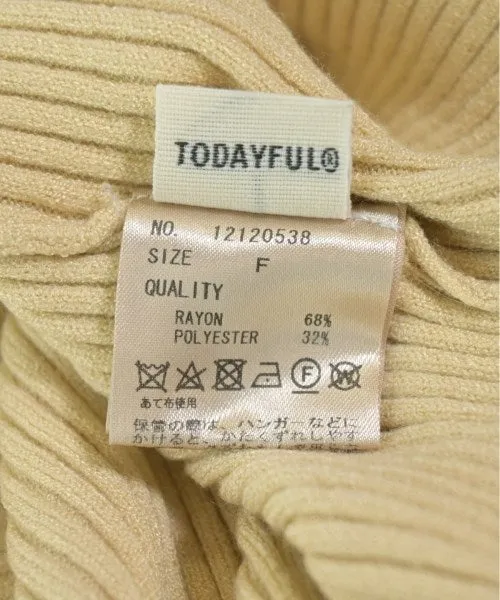 TODAYFUL®
NO. 12120538
SIZE F
QUALITY
RAYON 68%
POLYESTER 32%
F W
あて布使用
保管の際は、ハンガーなどに
かけると、かたくずれしやす